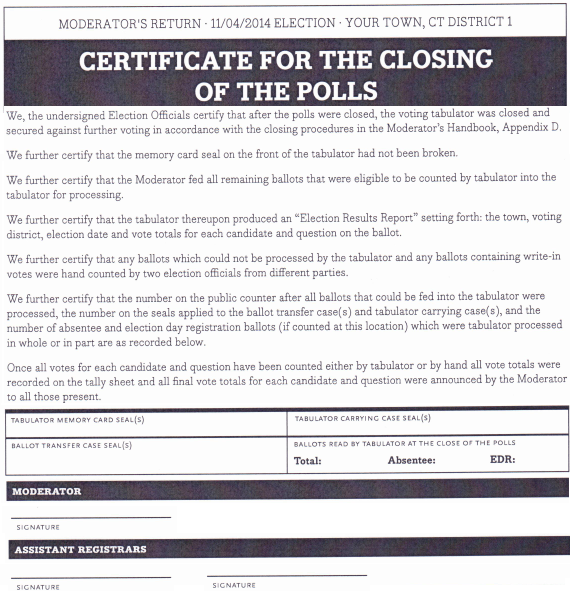 MODERATOR'S RETURN · 11/04/2014 ELECTION · YOUR TOWN, CT DISTRICT 1
CERTIFICATE FOR THE CLOSING
OF THE POLLS
We, the undersigned Election Officials certify that after the polls were closed, the voting tabulator was closed and
secured against further voting in accordance with the closing procedures in the Moderator's Handbook, Appendix D.
We further certify that the memory card seal on the front of the tabulator had not been broken.
We further certify that the Moderator fed all remaining ballots that were eligible to be counted by tabulator into the
tabulator for processing.
We further certify that the tabulator thereupon produced an "Election Results Report" setting forth: the town, voting
district, election date and vote totals for each candidate and question on the ballot.
We further certify that any ballots which could not be processed by the tabulator and any ballots containing write-in
votes were hand counted by two election officials from different parties.
We further certify that the number on the public counter after all ballots that could be fed into the tabulator were
processed, the number on the seals applied to the ballot transfer case(s) and tabulator carrying case(s), and the
number of absentee and election day registration ballots (if counted at this location) which were tabulator processed
in whole or in part are as recorded below.
Once all votes for each candidate and question have been counted either by tabulator or by hand all vote totals were
recorded on the tally sheet and all final vote totals for each candidate and question were announced by the Moderator
to all those present.
TABULATOR MEMORY CARD SEAL(S)
TABULATOR CARRYING CASE SEAL(S)
BALLOT TRANSFER CASE SEAL(S)
BALLOTS READ BY TABULATOR AT THE CLOSE OF THE POLLS
Total: Absentee: EDR:
MODERATOR
SIGNATURE
ASSISTANT REGISTRARS
SIGNATURE SIGNATURE